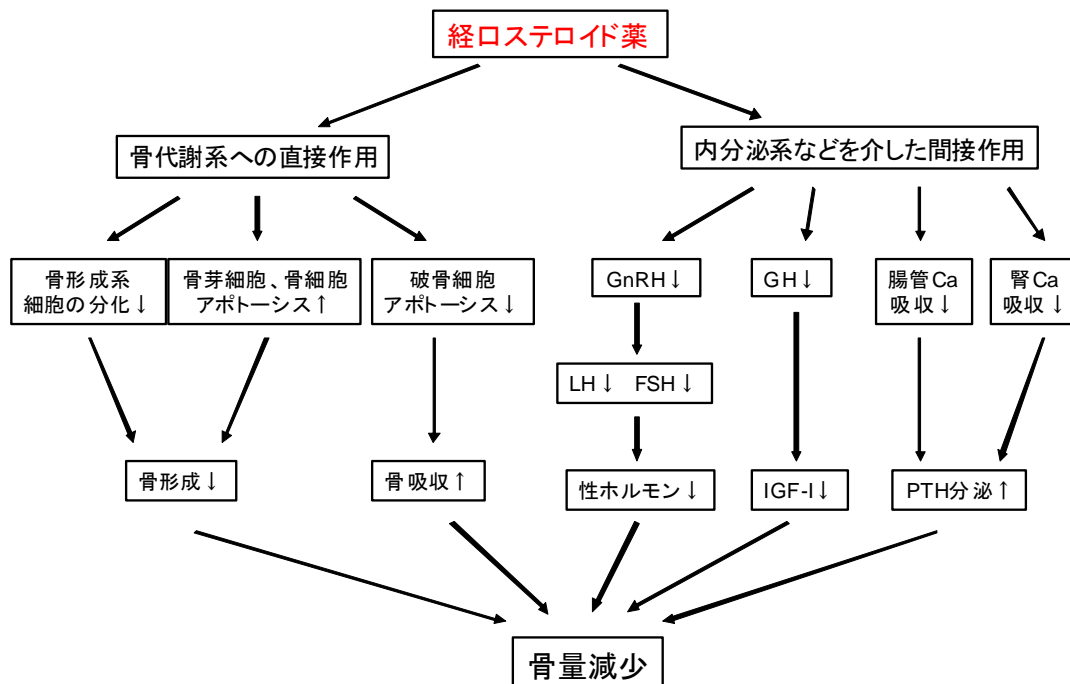 経口ステロイド薬
骨代謝系への直接作用
内分泌系などを介した間接作用
骨形成系
細胞の分化↓
骨芽細胞、骨細胞
アポトーシス↑
破骨細胞
アポトーシス↓
GnRH↓
GH↓
腸管Ca
吸収↓
腎Ca
吸収↓
LH↓ FSH↓
骨形成↓
骨吸収↑
性ホルモン↓
IGF-I↓
PTH分泌↑
骨量減少